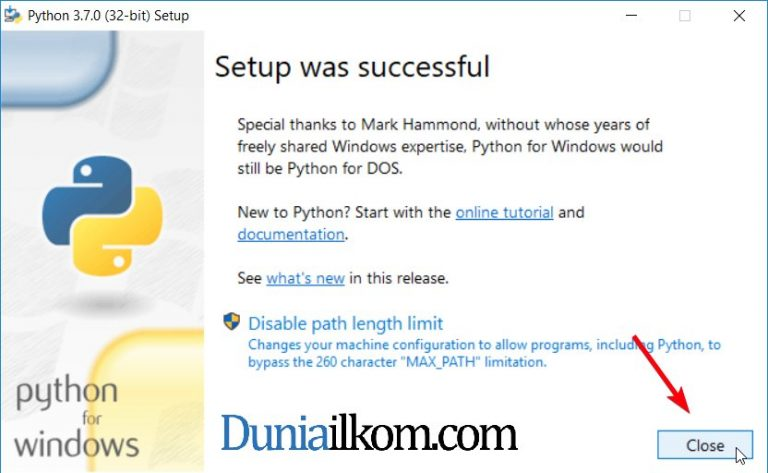 Python 3.7.0 (32-bit) Setup
Setup was successful
Special thanks to Mark Hammond, without whose years of
freely shared Windows expertise, Python for Windows would
still be Python for DOS.
New to Python? Start with the online tutorial and
documentation.
See what's new in this release.
Disable path length limit
Changes your machine configuration to allow programs, including Python, to
bypass the 260 character "MAX_PATH" limitation.
python
for
windows
Duniailkom.com
Close